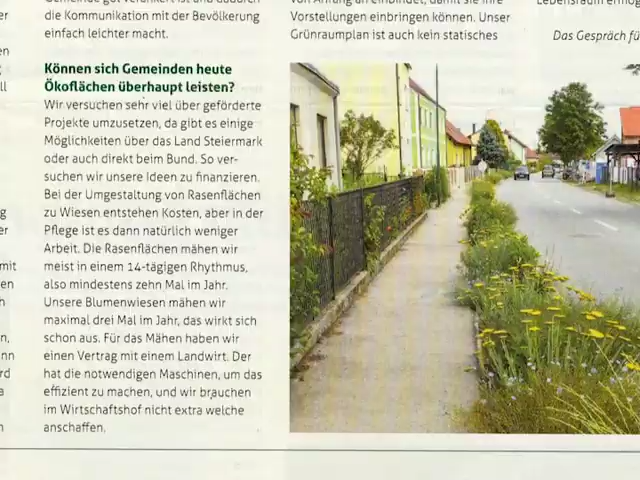 die Kommunikation mit der Bevölkerung
einfach leichter macht.
Können sich Gemeinden heute
Ökoflächen überhaupt leisten?
Wir versuchen sehr viel über geförderte
Projekte umzusetzen, da gibt es einige
Möglichkeiten über das Land Steiermark
oder auch direkt beim Bund. So ver-
suchen wir unsere Ideen zu finanzieren.
Bei der Umgestaltung von Rasenflächen
zu Wiesen entstehen Kosten, aber in der
Pflege ist es dann natürlich weniger
Arbeit. Die Rasenflächen mähen wir
meist in einem 14-tägigen Rhythmus,
also mindestens zehn Mal im Jahr.
Unsere Blumenwiesen mähen wir
maximal drei Mal im Jahr, das wirkt sich
schon aus. Für das Mähen haben wir
einen Vertrag mit einem Landwirt. Der
hat die notwendigen Maschinen, um das
effizient zu machen, und wir brauchen
im Wirtschaftshof nicht extra welche
anschaffen.
Vorstellungen einbringen können. Unser
Grünraumplan ist auch kein statisches
Das Gespräch fü